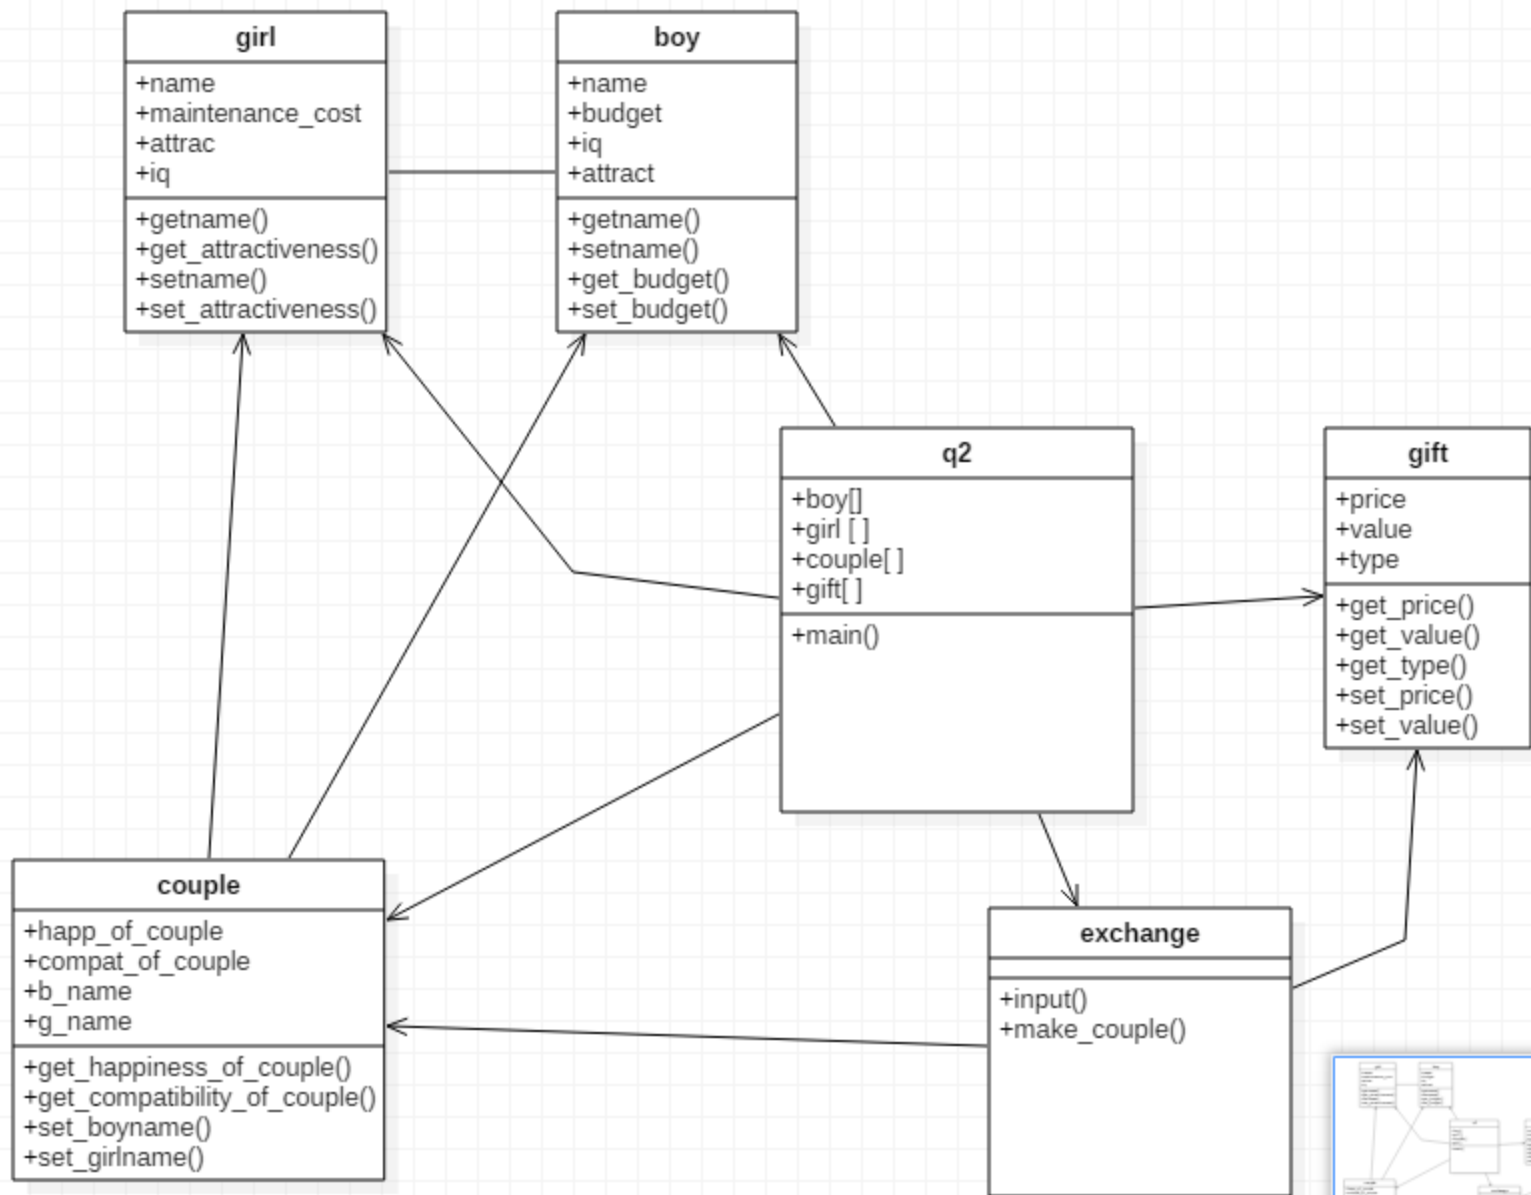 girl
+name
+maintenance_cost
+attrac
+iq
+getname()
+get_attractiveness()
+setname()
+set_attractiveness()
boy
+name
+budget
+iq
+attract
+getname()
+setname()
+get_budget()
+set_budget()
q2
+boy[]
+girl [ ]
+couple[ ]
+gift[ ]
+main()
gift
+price
+value
+type
+get_price()
+get_value()
+get_type()
+set_price()
+set_value()
couple
+happ_of_couple
+compat_of_couple
+b_name
+g_name
+get_happiness_of_couple()
+get_compatibility_of_couple()
+set_boyname()
+set_girlname()
exchange
+input()
+make_couple()